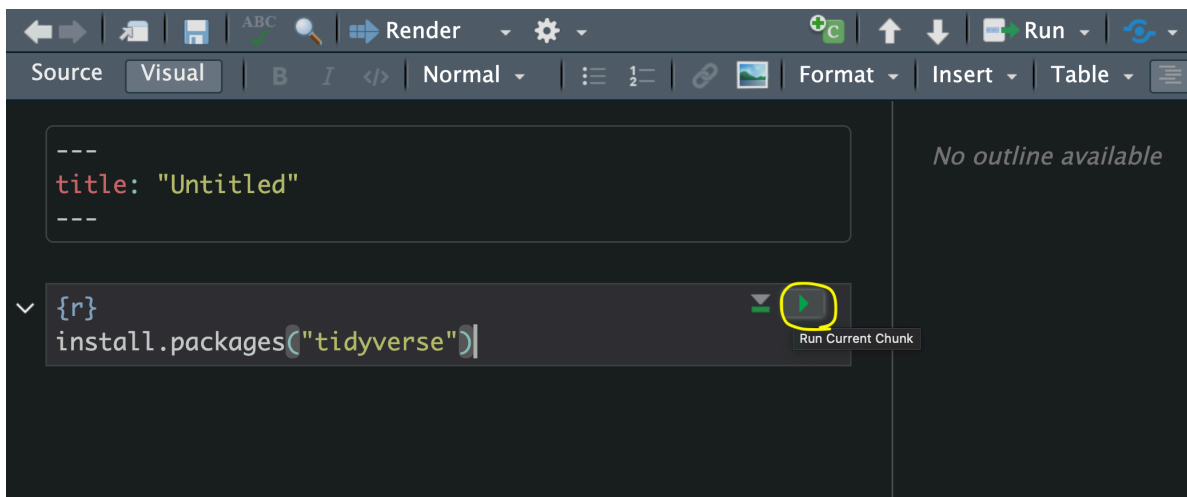 ABC Render Run
Source Visual B I </> Normal Format Insert Table
---
title: "Untitled"
---
No outline available
{r}
install.packages("tidyverse")
Run Current Chunk